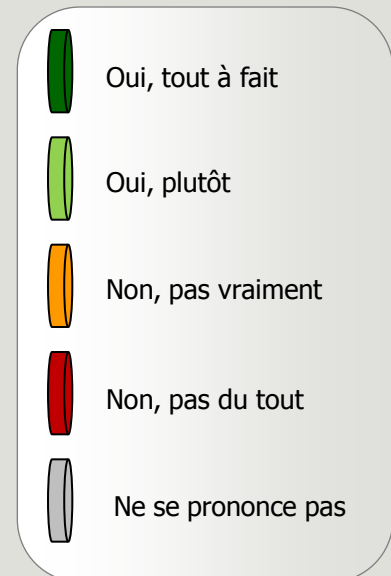 Oui, tout à fait
Oui, plutôt
Non, pas vraiment
Non, pas du tout
Ne se prononce pas